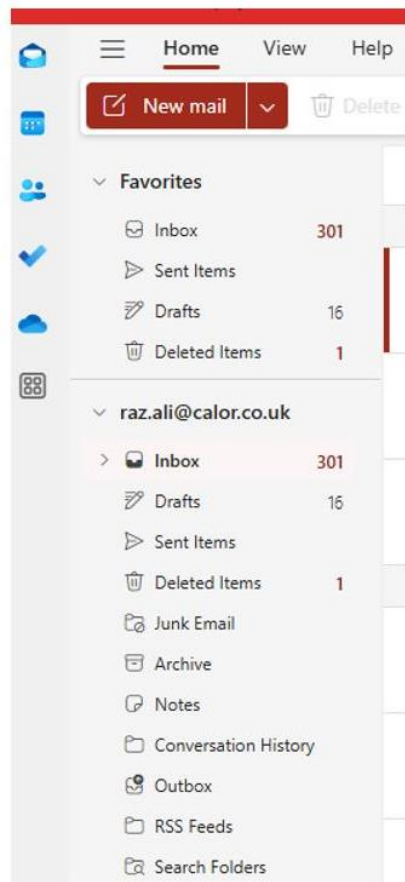 Home View Help
New mail Delete
Favorites
Inbox 301
Sent Items
Drafts 16
Deleted Items 1
raz.ali@calor.co.uk
Inbox 301
Drafts 16
Sent Items
Deleted Items 1
Junk Email
Archive
Notes
Conversation History
Outbox
RSS Feeds
Search Folders